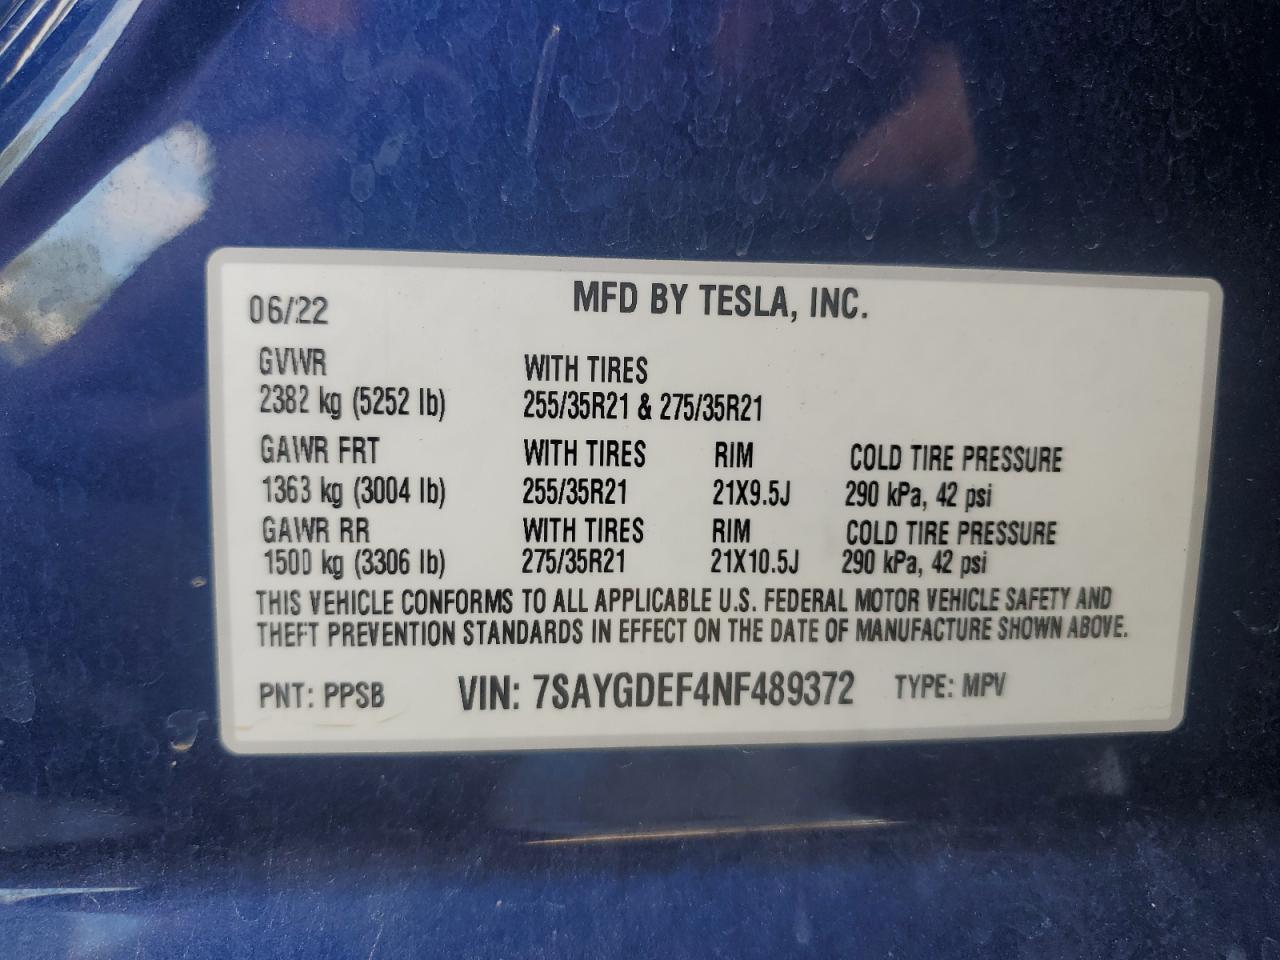 06/22 MFD BY TESLA, INC.
GVWR WITH TIRES
2382 kg (5252 lb) 255/35R21 & 275/35R21
GAWR FRT WITH TIRES RIM COLD TIRE PRESSURE
1363 kg (3004 lb) 255/35R21 21X9.5J 290 kPa, 42 psi
GAWR RR WITH TIRES RIM COLD TIRE PRESSURE
1500 kg (3306 lb) 275/35R21 21X10.5J 290 kPa, 42 psi
THIS VEHICLE CONFORMS TO ALL APPLICABLE U.S. FEDERAL MOTOR VEHICLE SAFETY AND
THEFT PREVENTION STANDARDS IN EFFECT ON THE DATE OF MANUFACTURE SHOWN ABOVE.
PNT: PPSB VIN: 7SAYGDEF4NF489372 TYPE: MPV